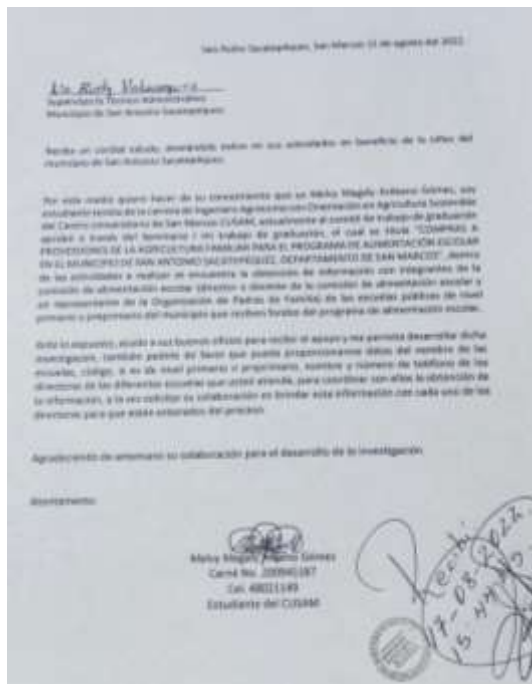 San Pedro Sacatepéquez, San Marcos 11 de agosto del 2022.
Supervisora Técnico Administrativo
Municipio de San Antonio Sacatepéquez
Reciba un cordial saludo, deseándole éxitos en sus actividades en beneficio de la niñez del
municipio de San Antonio Sacatepéquez.
Por este medio quiero hacer de su conocimiento que yo Melvy Magaly Gómez, soy
estudiante de la carrera de Ingeniero Agrónomo con Orientación en Agricultura Sostenible
del Centro Universitario de San Marcos CUSAM, actualmente el comité de trabajo de graduación
aprobó a través del Seminario I mi trabajo de graduación, el cual se titula "COMPRAS A
PROVEEDORES DE LA AGRICULTURA FAMILIAR PARA EL PROGRAMA DE ALIMENTACIÓN ESCOLAR
EN EL MUNICIPIO DE SAN ANTONIO SACATEPÉQUEZ, DEPARTAMENTO DE SAN MARCOS", dentro
de las actividades a realizar se encuentra la obtención de información con integrantes de la
comisión de alimentación escolar (director o docente de la comisión de alimentación escolar y
un representante de la Organización de Padres de Familia) de las escuelas públicas de nivel
primario y preprimario del municipio que reciben fondos del programa de alimentación escolar.
Ante lo expuesto, acudo a sus buenos oficios para recibir el apoyo y me permita desarrollar dicha
investigación, también pedirle de favor que pueda proporcionarme datos del nombre de las
escuelas, código, si es de nivel primario o preprimario, nombre y número de teléfono de los
directores de las diferentes escuelas que usted atiende, para coordinar con ellos la obtención de
la información, a la vez solicitar su colaboración en brindar esta información con cada uno de los
directores para que estén enterados del proceso.
Agradeciendo de antemano su colaboración para el desarrollo de la investigación.
Atentamente.
Melvy Magaly Gómez
Carné No.
Cel. 48021149
Estudiante del CUSAM
Recibi
17-08-2022